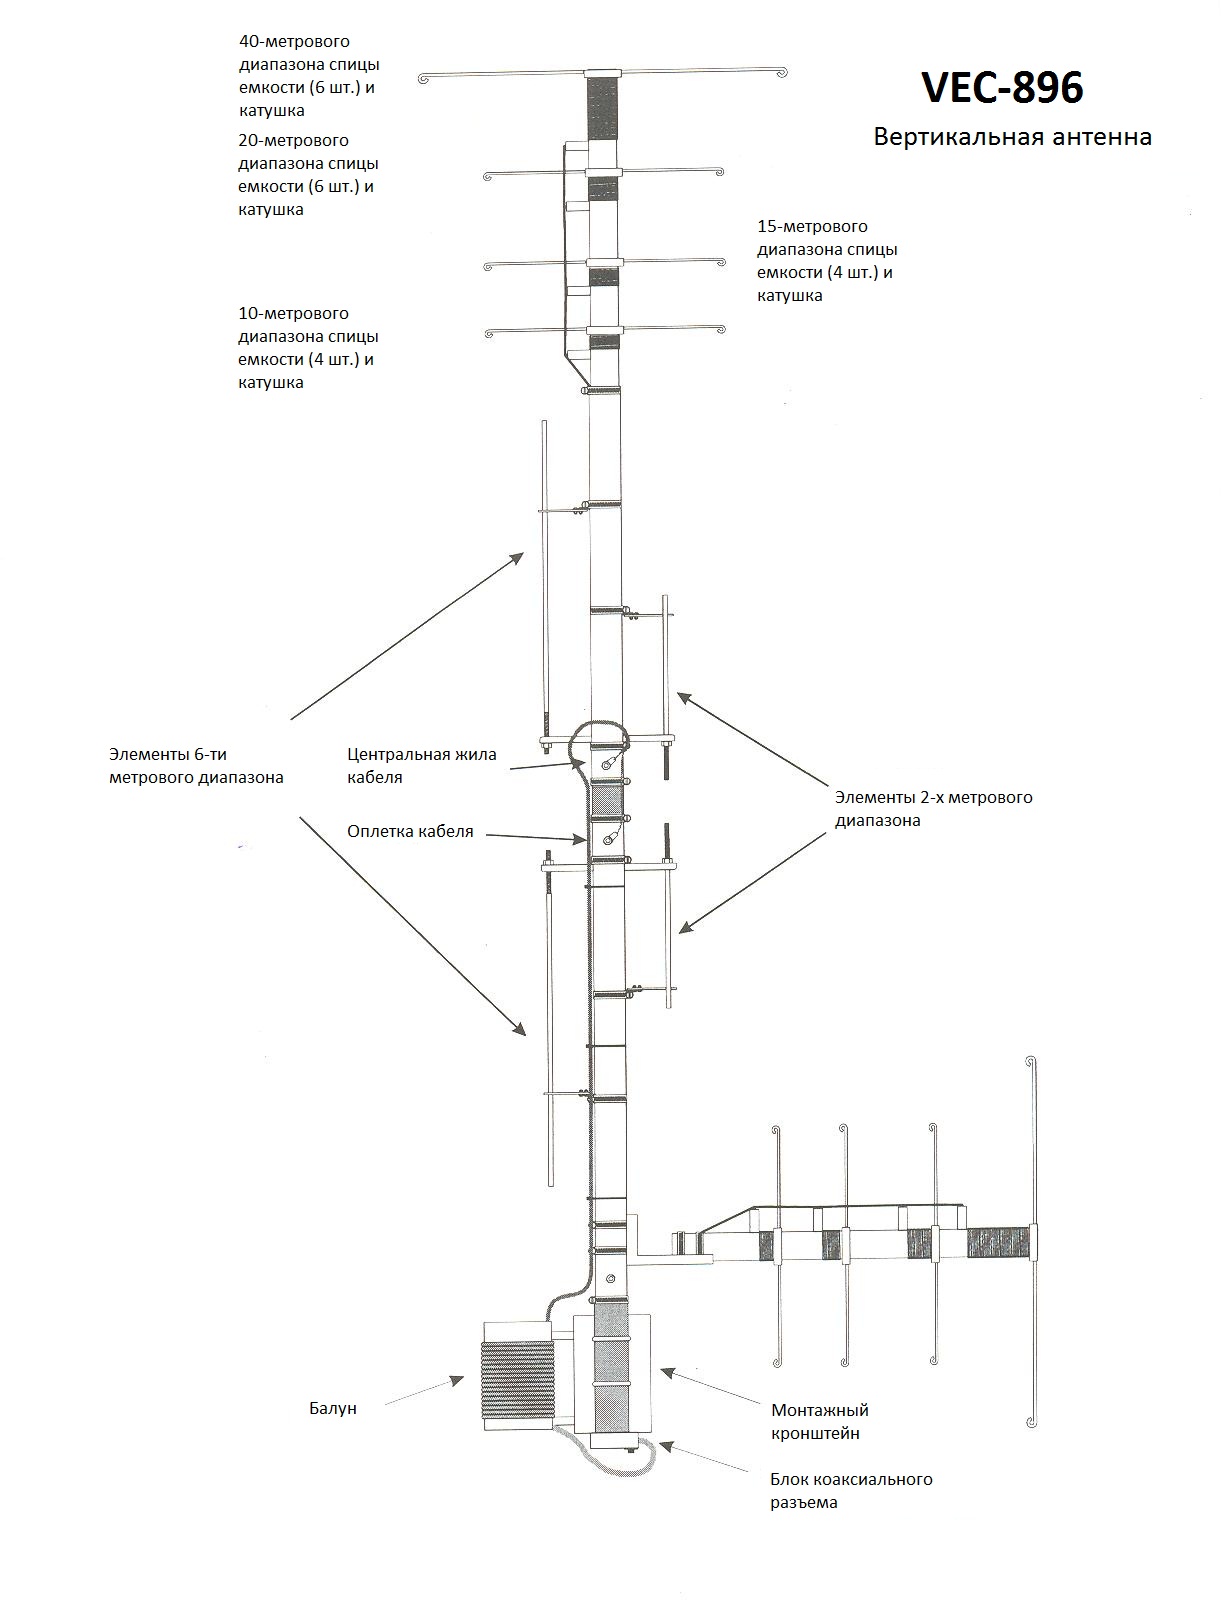 40-метрового
диапазона спицы
емкости (6 шт.) и
катушка
VEC-896
Вертикальная антенна
20-метрового
диапазона спицы
емкости (6 шт.) и
катушка
15-метрового
диапазона спицы
емкости (4 шт.) и
катушка
10-метрового
диапазона спицы
емкости (4 шт.) и
катушка
Элементы 6-ти
метрового диапазона
Центральная жила
кабеля
Оплетка кабеля
Элементы 2-х метрового
диапазона
Балун
Монтажный
кронштейн
Блок коаксиального
разъема